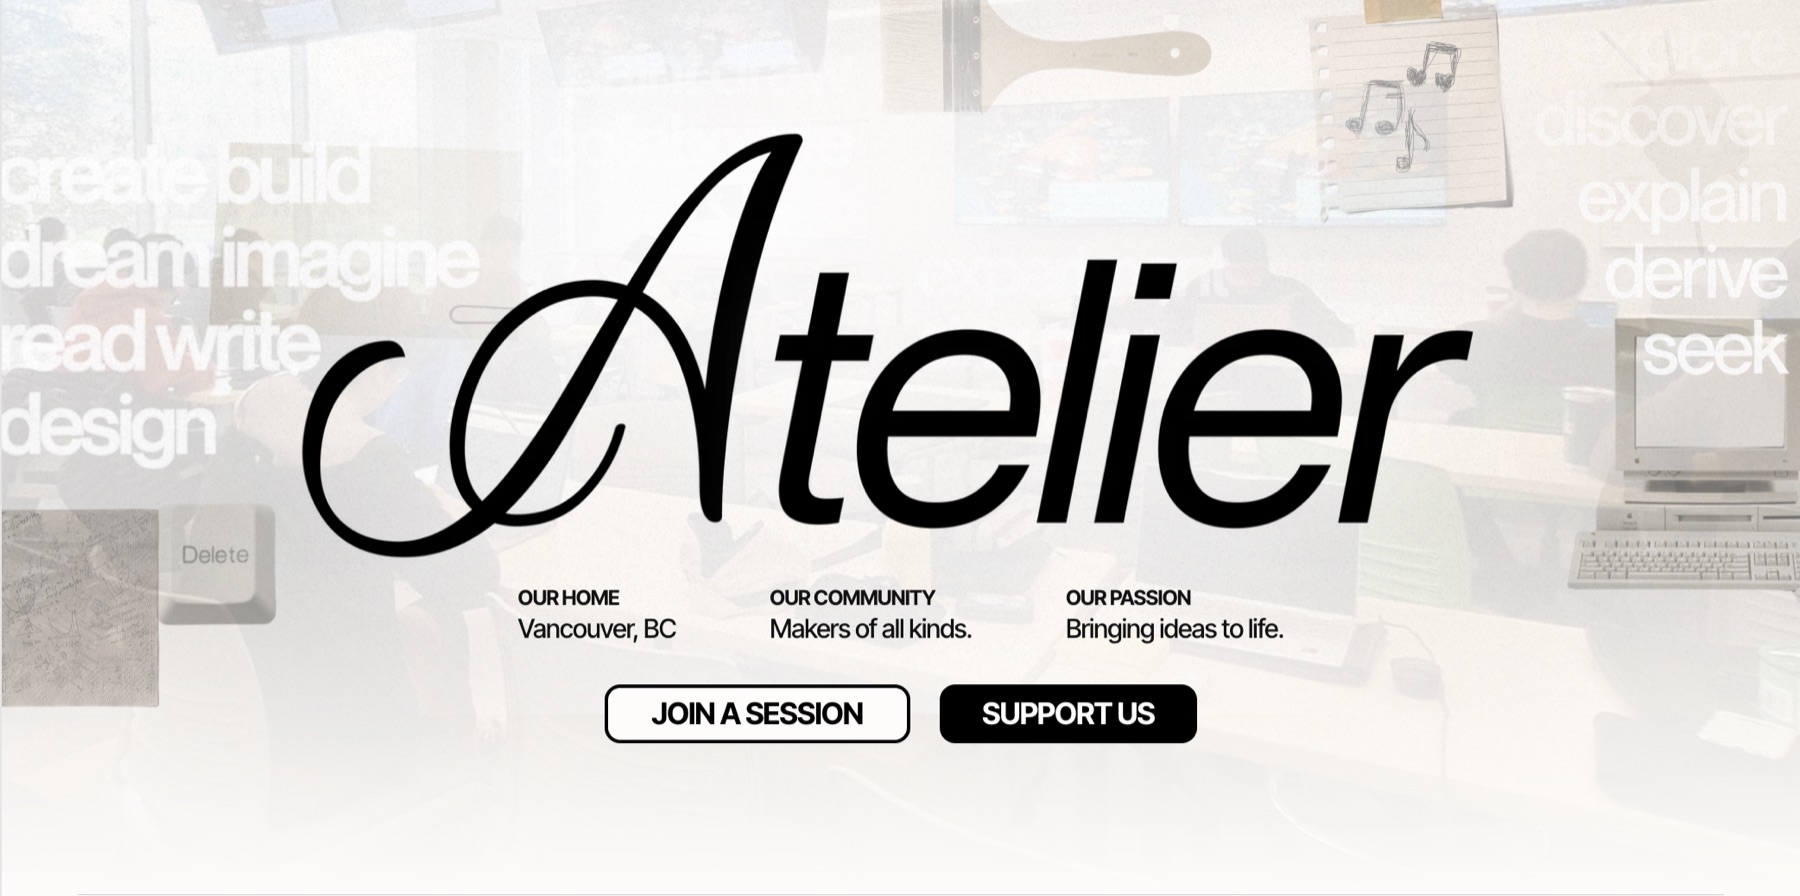 explore
discover
create build
explain
dream imagine
derive
read write
seek
design
Atelier
Delete
OUR HOME
Vancouver, BC
OUR COMMUNITY
Makers of all kinds.
OUR PASSION
Bringing ideas to life.
JOIN A SESSION
SUPPORT US